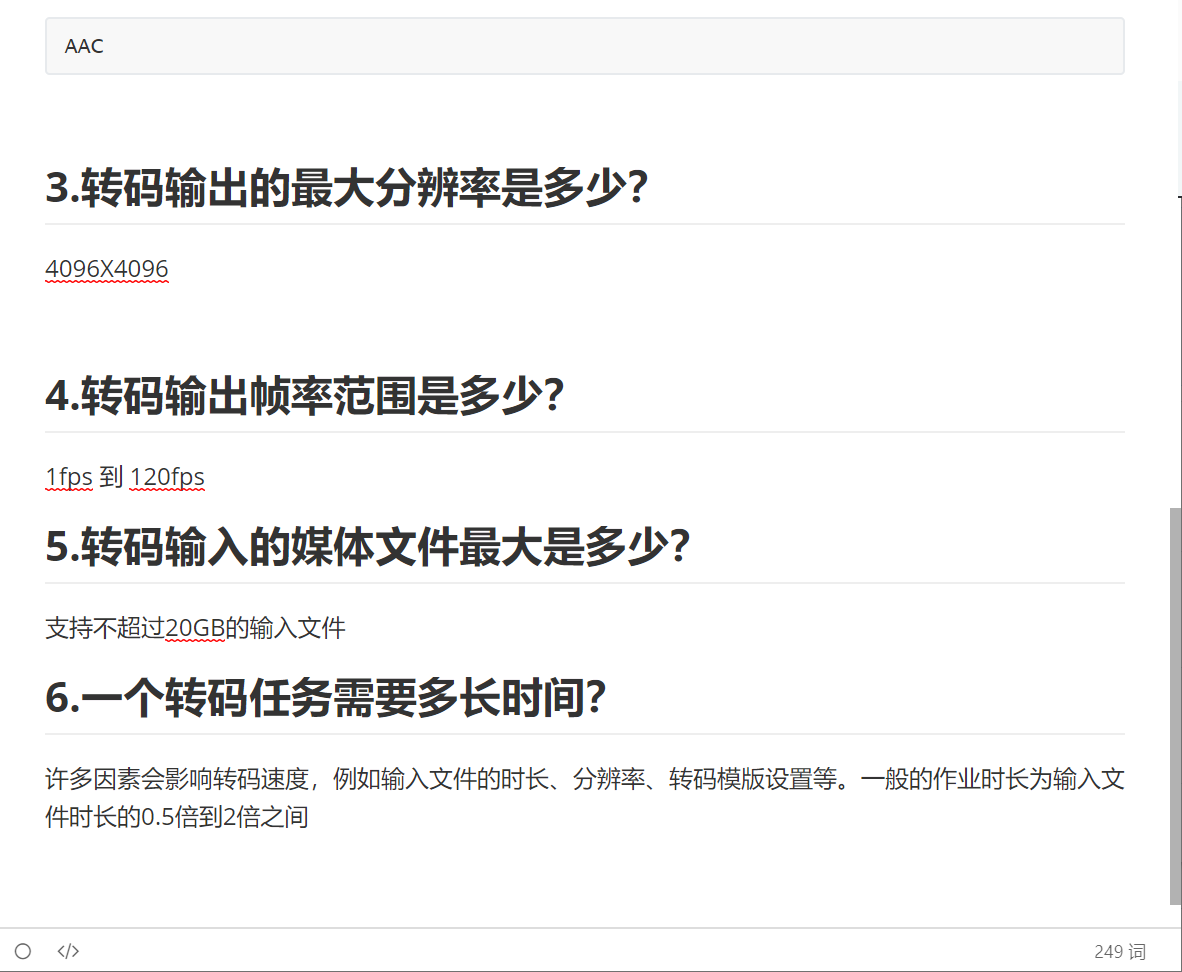 AAC
3.转码输出的最大分辨率是多少？
4096X4096
4.转码输出帧率范围是多少？
1fps 到 120fps
5.转码输入的媒体文件最大是多少？
支持不超过20GB的输入文件
6.一个转码任务需要多长时间？
许多因素会影响转码速度，例如输入文件的时长、分辨率、转码模版设置等。一般的作业时长为输入文
件时长的0.5倍到2倍之间
</> 249 词